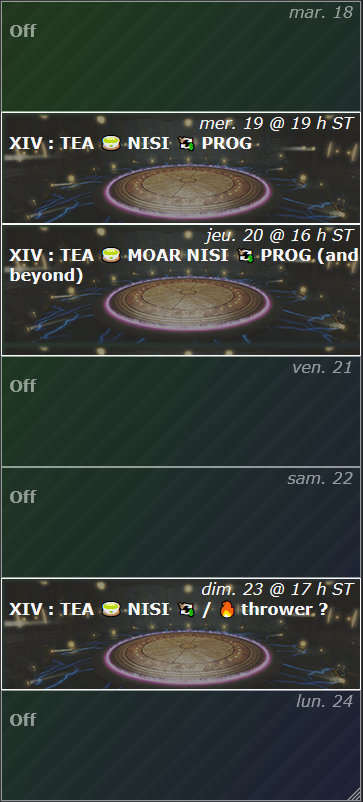 mar. 18
Off
mer. 19 @ 19 h ST
XIV : TEA 🍵 NISI PROG
jeu. 20 @ 16 h ST
XIV : TEA 🍵 MOAR NISI PROG (and
beyond)
ven. 21
Off
sam. 22
Off
dim. 23 @ 17 h ST
XIV : TEA 🍵 NISI / 🔥 thrower ?
lun. 24
Off